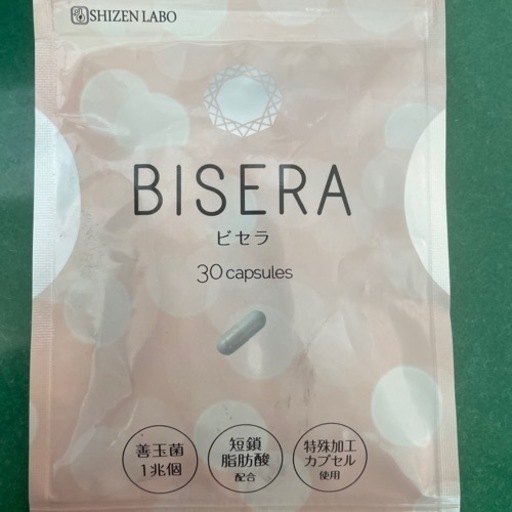 SHIZEN LABO
BISERA
ビセラ
30 capsules
善玉菌
1兆個
短鎖
脂肪酸
配合
特殊加工
カプセル
使用